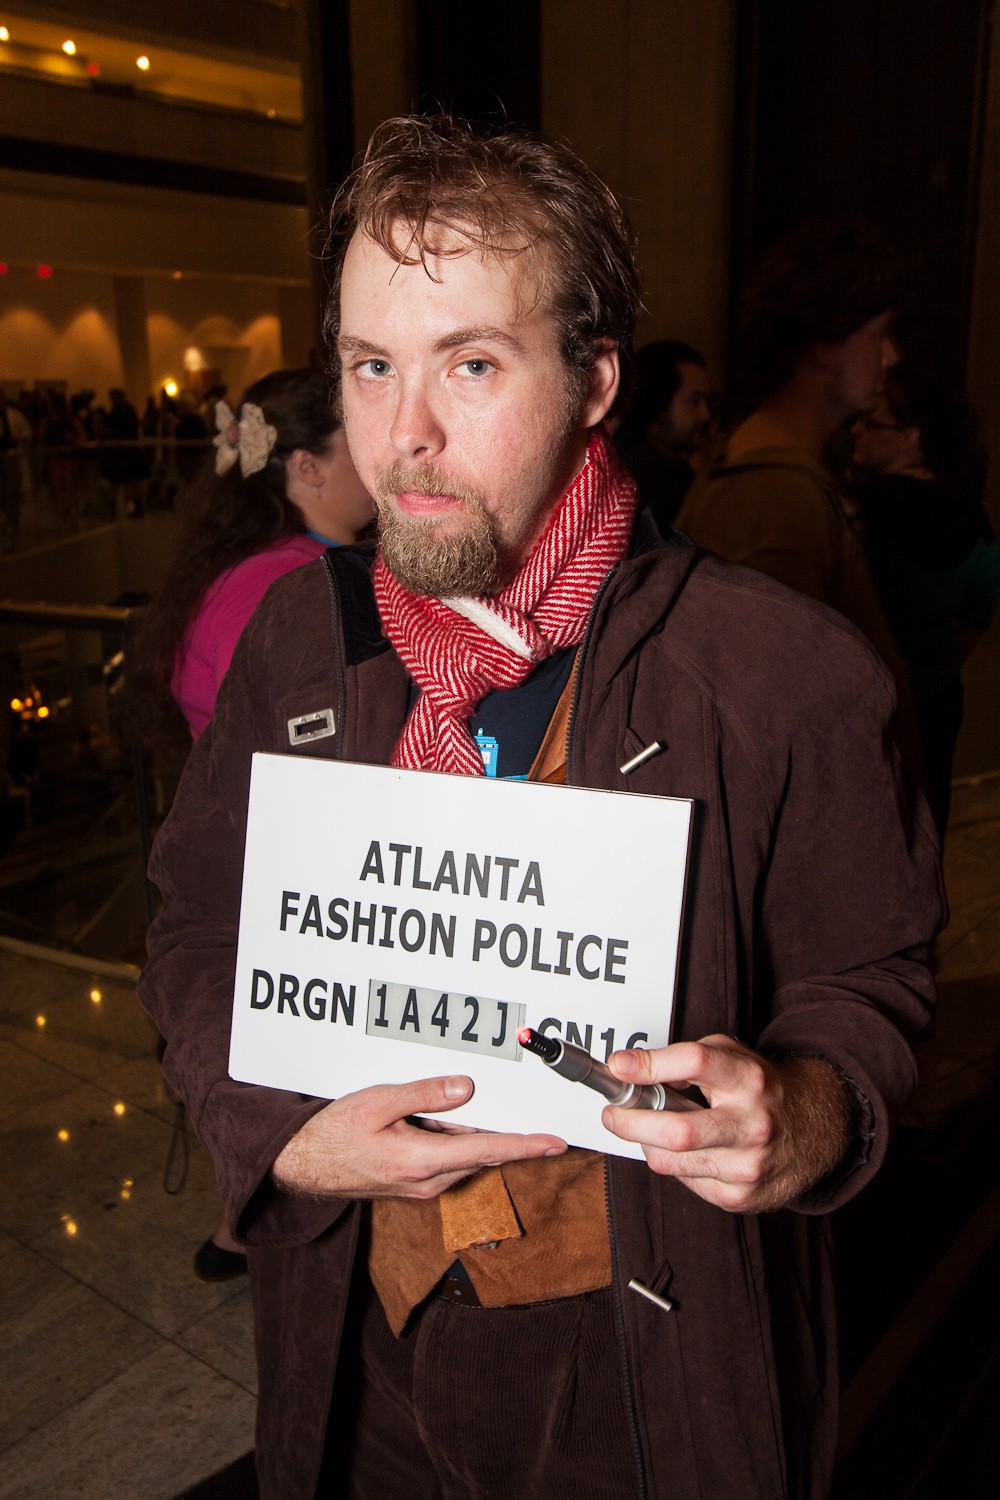 ATLANTA
FASHION POLICE
DRGN 1A42J CN16